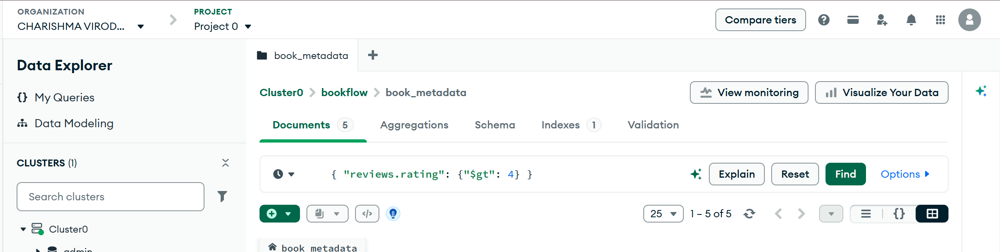 ORGANIZATION
CHARISHMA VIROD...
PROJECT
Project 0
Compare tiers
Data Explorer
My Queries
Data Modeling
CLUSTERS (1)
Search clusters
Cluster0
admin
book_metadata
Cluster0 > bookflow > book_metadata
View monitoring
Visualize Your Data
Documents 5 Aggregations Schema Indexes 1 Validation
{ "reviews.rating": {"$gt": 4} }
Explain Reset Find Options
25 1 – 5 of 5
book_metadata